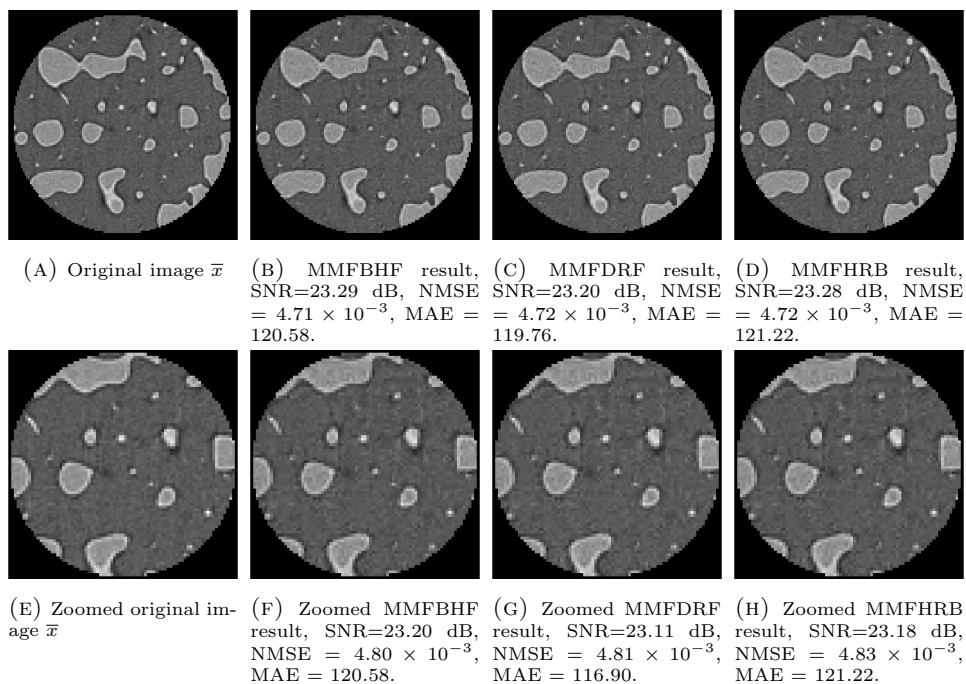 (A) Original image x̅
(B) MMFBHF result,
SNR=23.29 dB, NMSE
= 4.71 × 10⁻³, MAE =
120.58.
(C) MMFDRF result,
SNR=23.20 dB, NMSE
= 4.72 × 10⁻³, MAE =
119.76.
(D) MMFHRB result,
SNR=23.28 dB, NMSE
= 4.72 × 10⁻³, MAE =
121.22.
(E) Zoomed original im-
age x̅
(F) Zoomed MMFBHF
result, SNR=23.20 dB,
NMSE = 4.80 × 10⁻³,
MAE = 120.58.
(G) Zoomed MMFDRF
result, SNR=23.11 dB,
NMSE = 4.81 × 10⁻³,
MAE = 116.90.
(H) Zoomed MMFHRB
result, SNR=23.18 dB,
NMSE = 4.83 × 10⁻³,
MAE = 121.22.